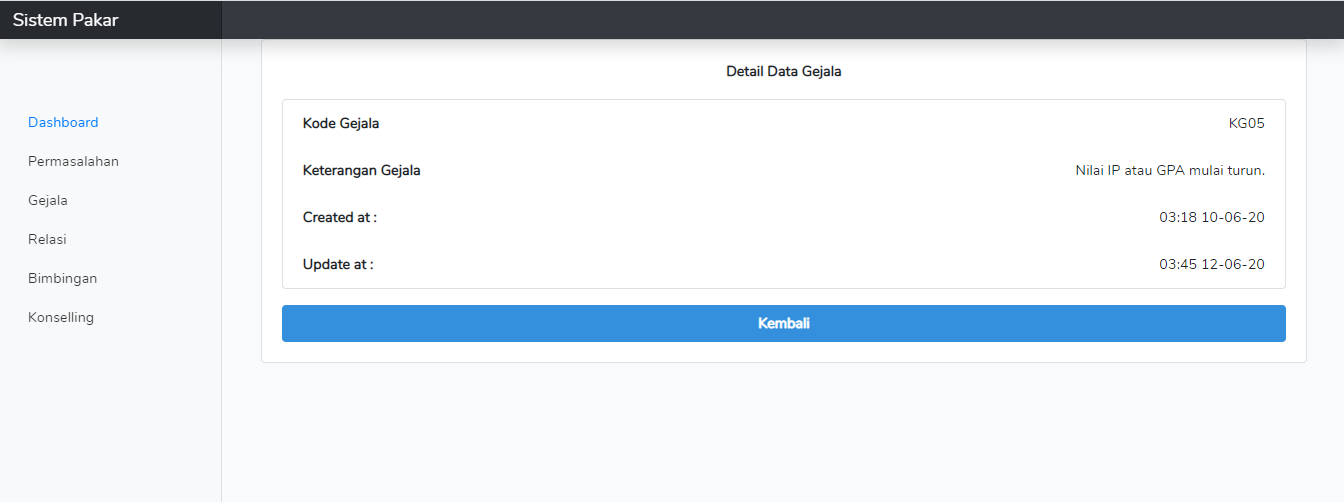 Sistem Pakar
Dashboard
Permasalahan
Gejala
Relasi
Bimbingan
Konselling
Detail Data Gejala
Kode Gejala KG05
Keterangan Gejala Nilai IP atau GPA mulai turun.
Created at : 03:18 10-06-20
Update at : 03:45 12-06-20
Kembali